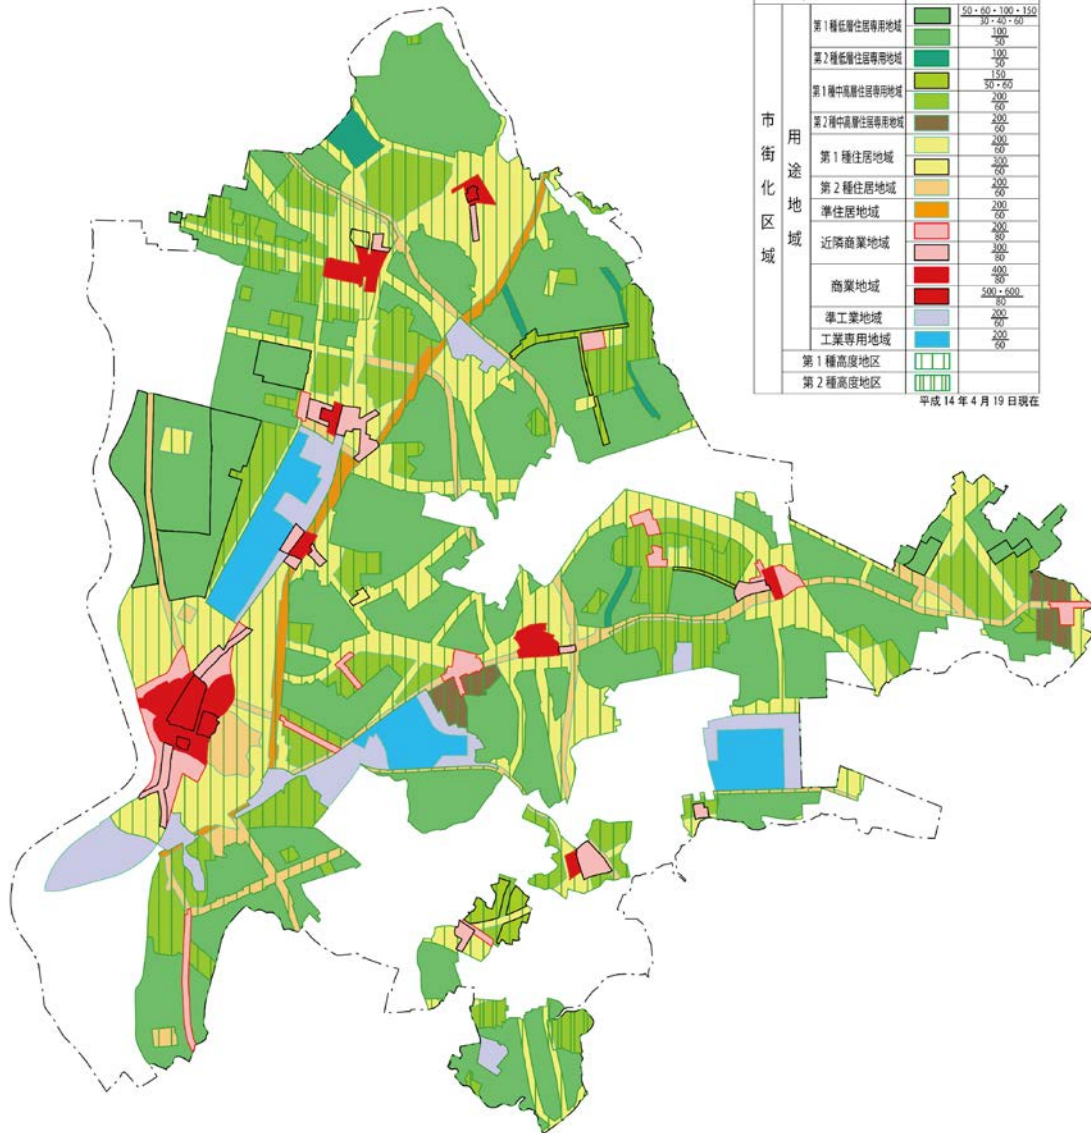 市街化区域
用途地域
第1種低層住居専用地域 50・60・100・150 / 30・40・60
100 / 50
第2種低層住居専用地域 100 / 50
第1種中高層住居専用地域 150 / 50・60
200 / 60
第2種中高層住居専用地域 200 / 60
第1種住居地域 200 / 60
300 / 60
第2種住居地域 200 / 60
準住居地域 200 / 60
近隣商業地域 200 / 80
300 / 80
商業地域 400 / 80
500・600 / 80
準工業地域 200 / 60
工業専用地域 200 / 60
第1種高度地区
第2種高度地区
平成14年4月19日現在